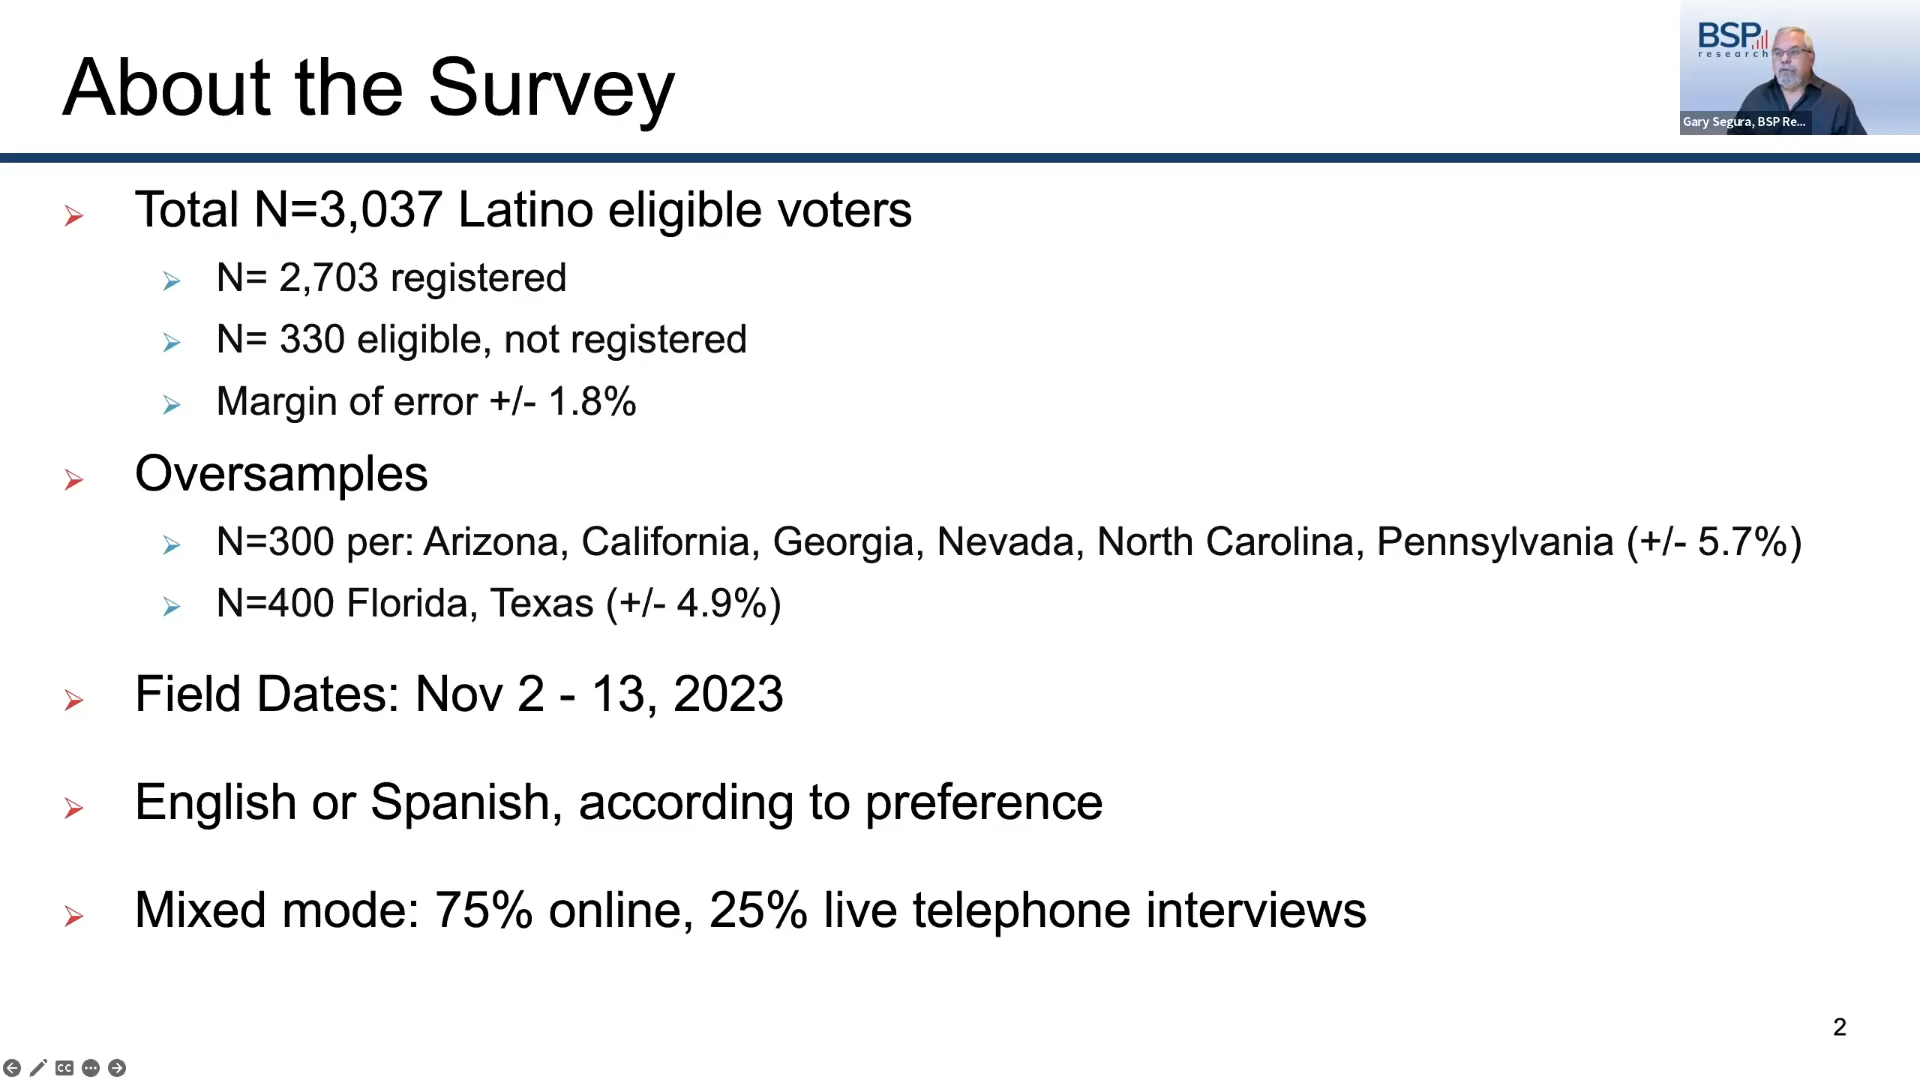 About the Survey
BSP
research
Gary Segura, BSP Re...
Total N=3,037 Latino eligible voters
N= 2,703 registered
N= 330 eligible, not registered
Margin of error +/- 1.8%
Oversamples
N=300 per: Arizona, California, Georgia, Nevada, North Carolina, Pennsylvania (+/- 5.7%)
N=400 Florida, Texas (+/- 4.9%)
Field Dates: Nov 2 - 13, 2023
English or Spanish, according to preference
Mixed mode: 75% online, 25% live telephone interviews
2
CC